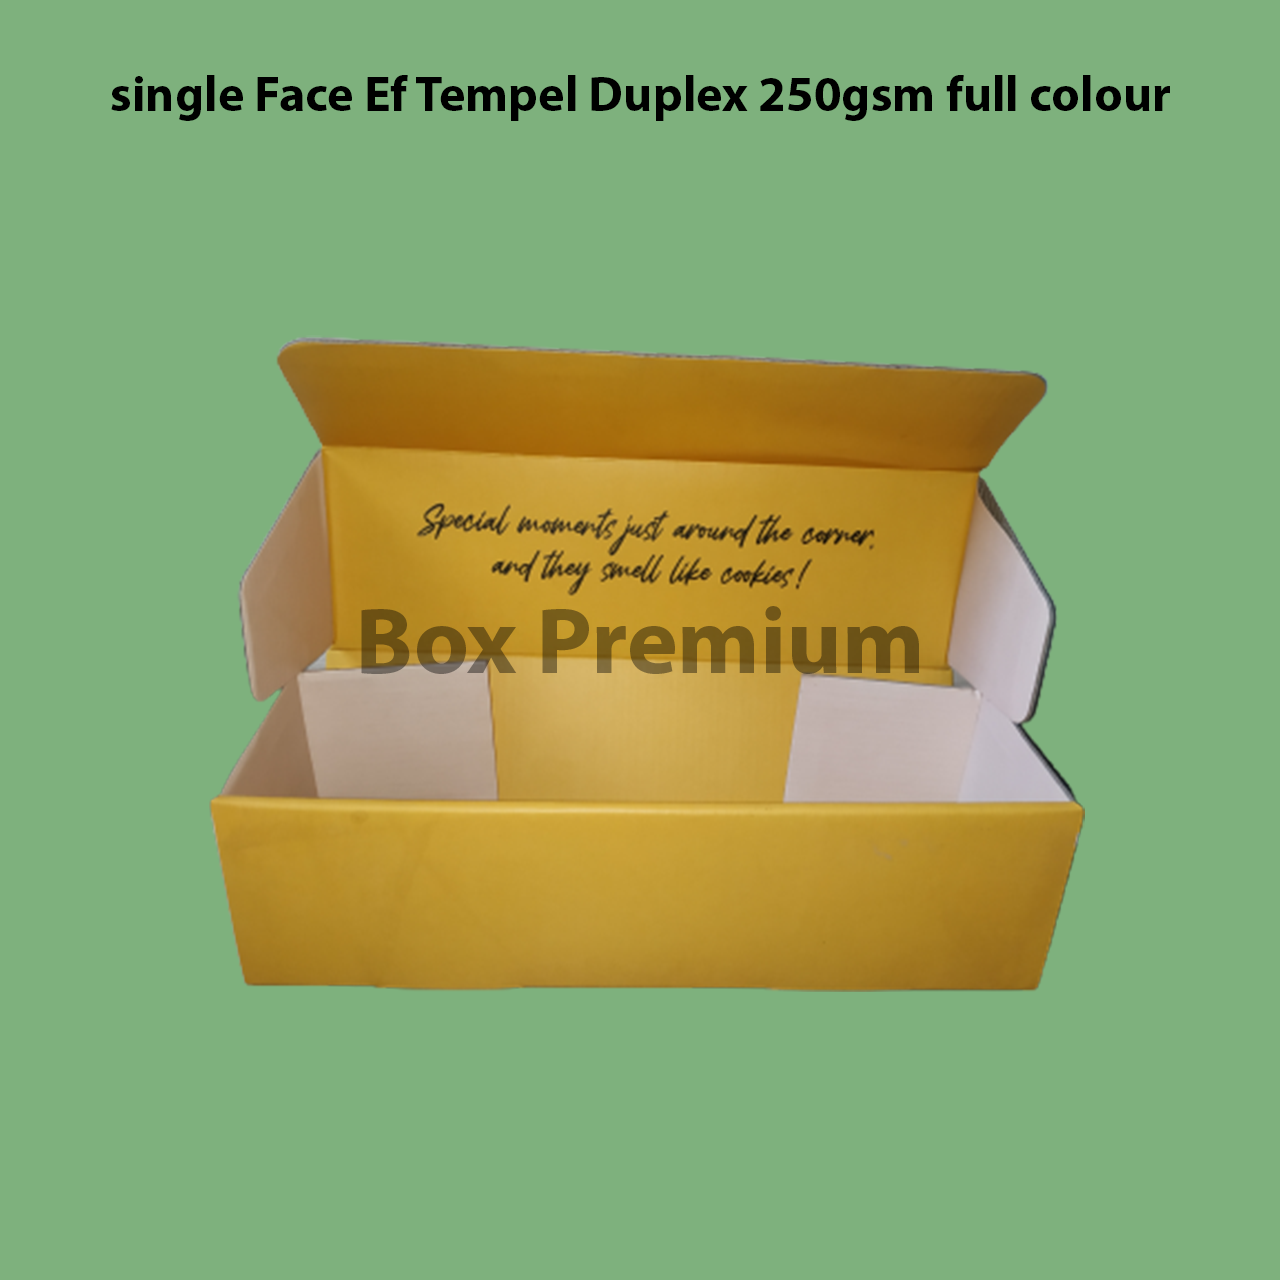 single Face Ef Tempel Duplex 250gsm full colour
Special moments just around the corner,
and they smell like cookies!
Box Premium